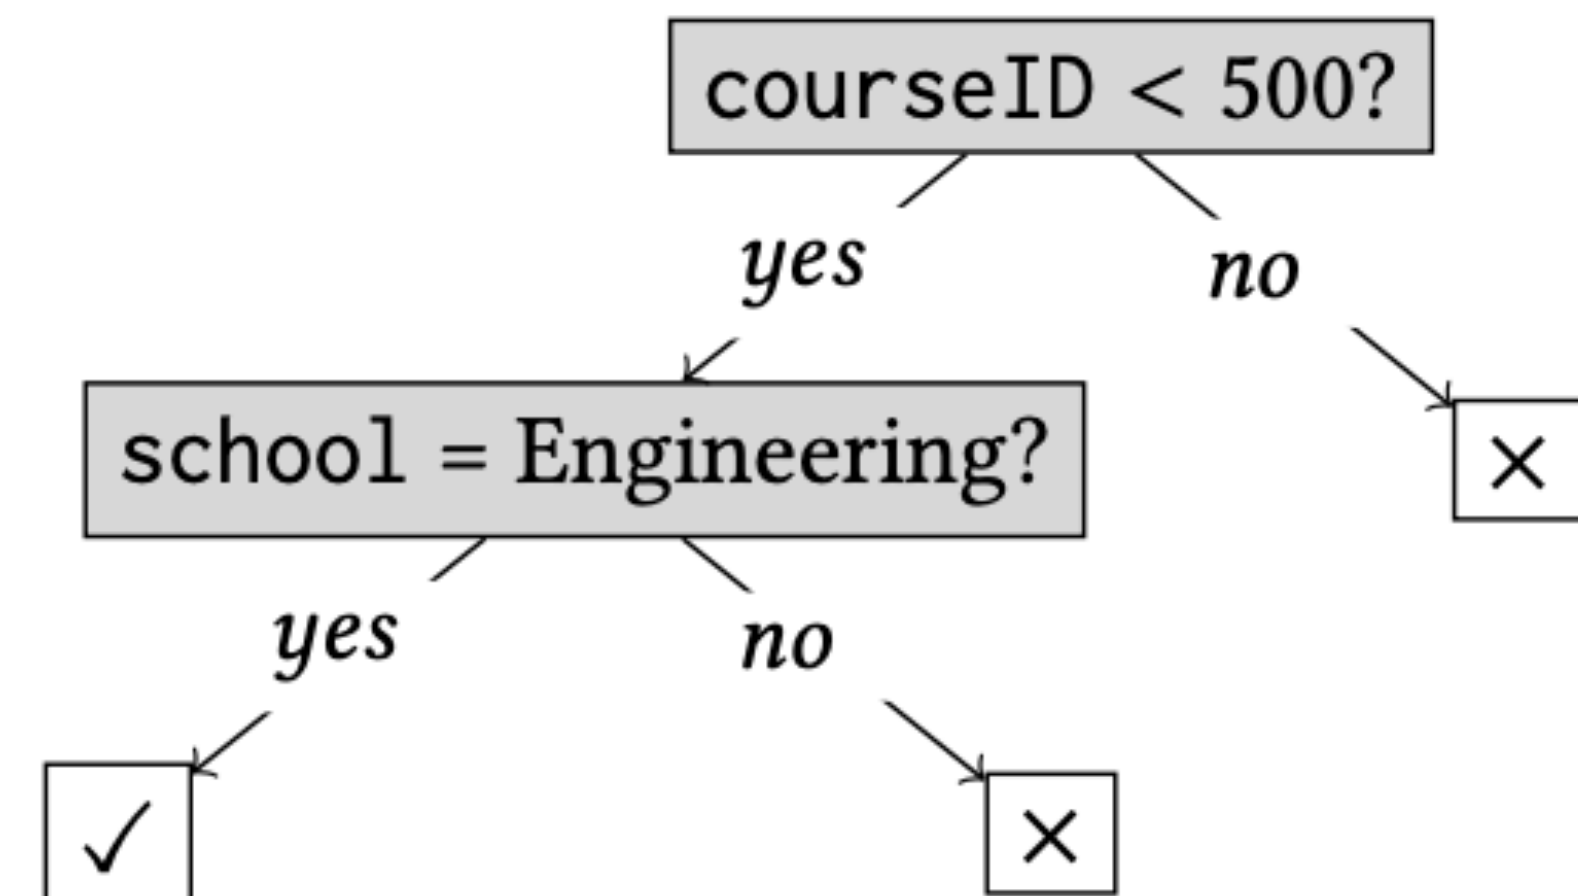 courseID < 500?
yes
no
school = Engineering?
×
yes
no
✓
×